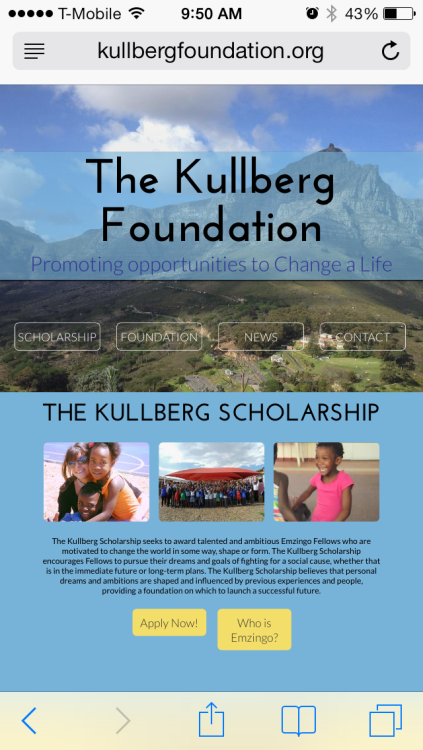 T-Mobile 9:50 AM 43%
kullbergfoundation.org
The Kullberg
Foundation
Promoting opportunities to Change a Life
SCHOLARSHIP FOUNDATION NEWS CONTACT
THE KULLBERG SCHOLARSHIP
The Kullberg Scholarship seeks to award talented and ambitious Emzingo Fellows who are
motivated to change the world in some way, shape or form. The Kullberg Scholarship
encourages Fellows to pursue their dreams and goals of fighting for a social cause, whether that
is in the immediate future or long-term plans. The Kullberg Scholarship believes that personal
dreams and ambitions are shaped and influenced by previous experiences and people,
providing a foundation on which to launch a successful future.
Apply Now! Who is
Emzingo?